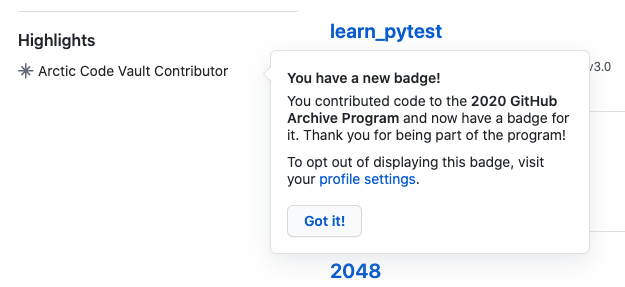 learn_pytest
Highlights
Arctic Code Vault Contributor
v3.0
You have a new badge!
You contributed code to the 2020 GitHub
Archive Program and now have a badge for
it. Thank you for being part of the program!
To opt out of displaying this badge, visit
your profile settings.
Got it!
2048